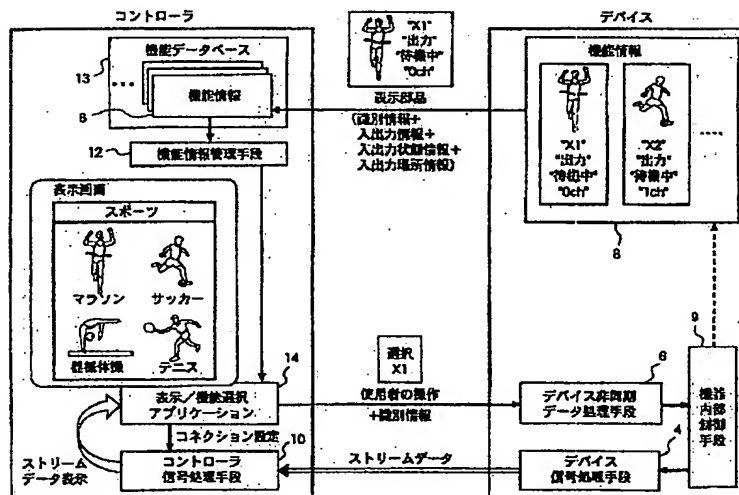 コントローラ
機能データベース
13
機能情報
8
12
機能情報管理手段
表示画面
スポーツ
マラソン
サッカー
器械体操
テニス
14
表示/機能選択
アプリケーション
コネクション設定
10
コントローラ
信号処理手段
ストリーム
データ表示
"X1"
"出力"
"待機中"
"0ch"
表示部品
(識別情報+
入出力情報+
入出力状態情報+
入出力場所情報)
選択
X1
使用者の操作
+識別情報
ストリームデータ
デバイス
機能情報
"X1"
"出力"
"待機中"
"0ch"
"X2"
"出力"
"待機中"
"1ch"
8
9
6
デバイス非同期
データ処理手段
機器
内部
制御
手段
4
デバイス
信号処理手段